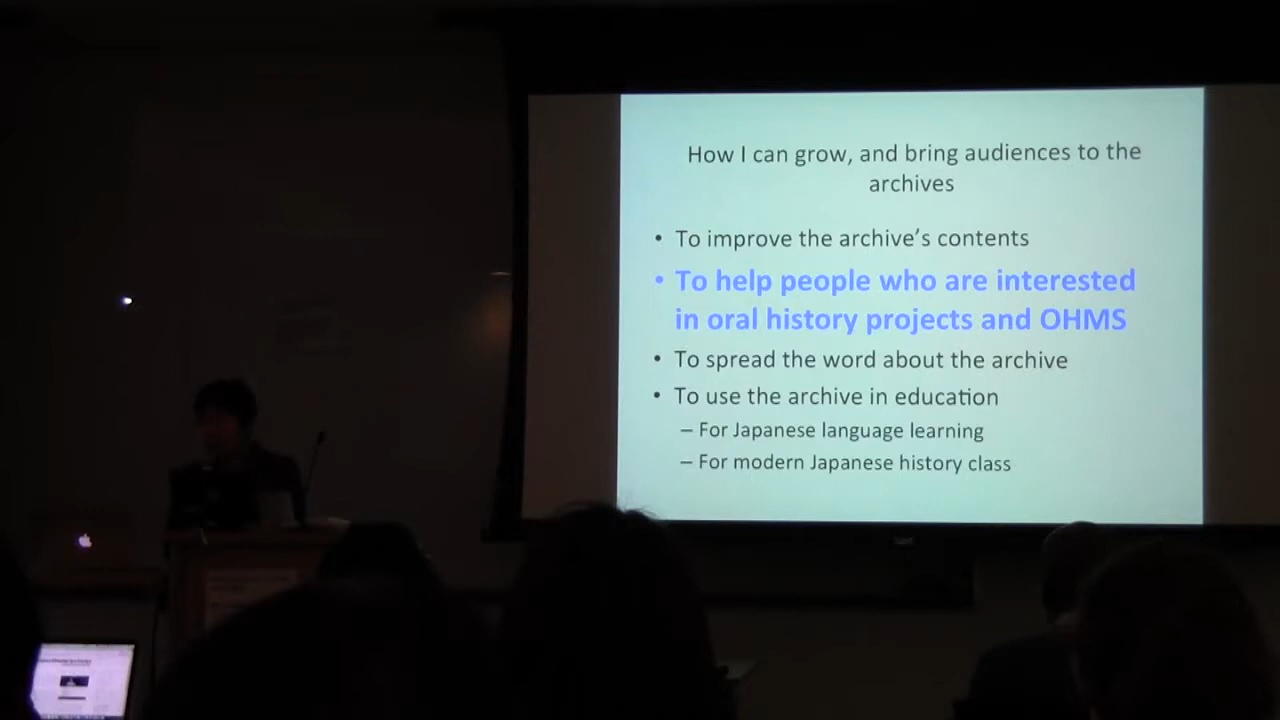 How I can grow, and bring audiences to the
archives
• To improve the archive's contents
• To help people who are interested
in oral history projects and OHMS
• To spread the word about the archive
• To use the archive in education
– For Japanese language learning
– For modern Japanese history class